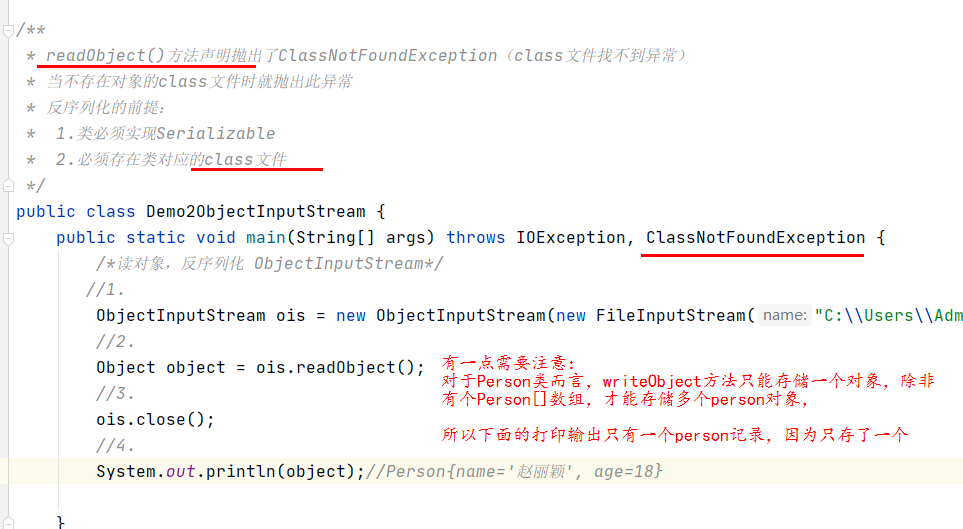 /**
* readObject()方法声明抛出了ClassNotFoundException（class文件找不到异常）
* 当不存在对象的class文件时就抛出此异常
* 反序列化的前提：
* 1.类必须实现Serializable
* 2.必须存在类对应的class文件
*/
public class Demo2ObjectInputStream {
public static void main(String[] args) throws IOException, ClassNotFoundException {
/*读对象，反序列化 ObjectInputStream*/
//1.
ObjectInputStream ois = new ObjectInputStream(new FileInputStream( name: "C:\\Users\\Adm
//2.
Object object = ois.readObject();
//3.
ois.close();
//4.
System.out.println(object);//Person{name='赵丽颖', age=18}
}
有一点需要注意：
对于Person类而言，writeObject方法只能存储一个对象，除非
有个Person[]数组，才能存储多个person对象，
所以下面的打印输出只有一个person记录，因为只存了一个